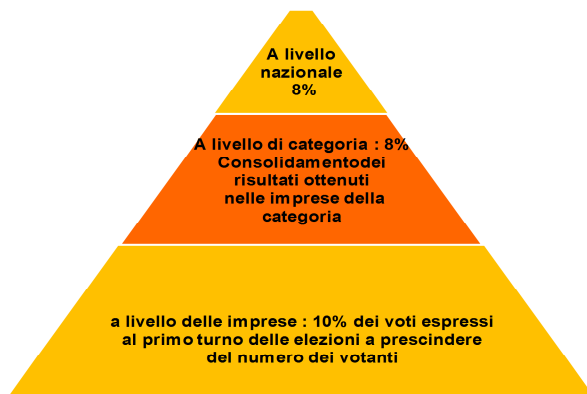 A livello
nazionale
8%
A livello di categoria : 8%
Consolidamentodei
risultati ottenuti
nelle imprese della
categoria
a livello delle imprese : 10% dei voti espressi
al primo turno delle elezioni a prescindere
del numero dei votanti